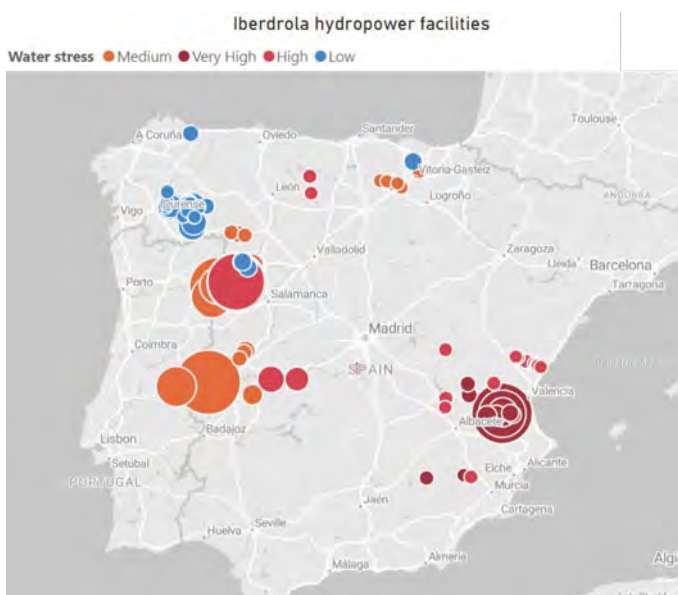 Iberdrola hydropower facilities
Water stress Medium Very High High Low
A Coruña
Oviedo
Santander
Toulouse
Vitoria-Gasteiz
León
ANDORRA
Logroño
Vigo
Ourense
Zaragoza
Lleida
Barcelona
Valladolid
Tarragona
Porto
Salamanca
Madrid
Coimbra
SPAIN
Valencia
Albacete
Badajoz
Lisbon
Setúbal
Elche
Alicante
PORTUGAL
Murcia
Jaén
Cartagena
Huelva
Seville
Almería
Algi
Málaga